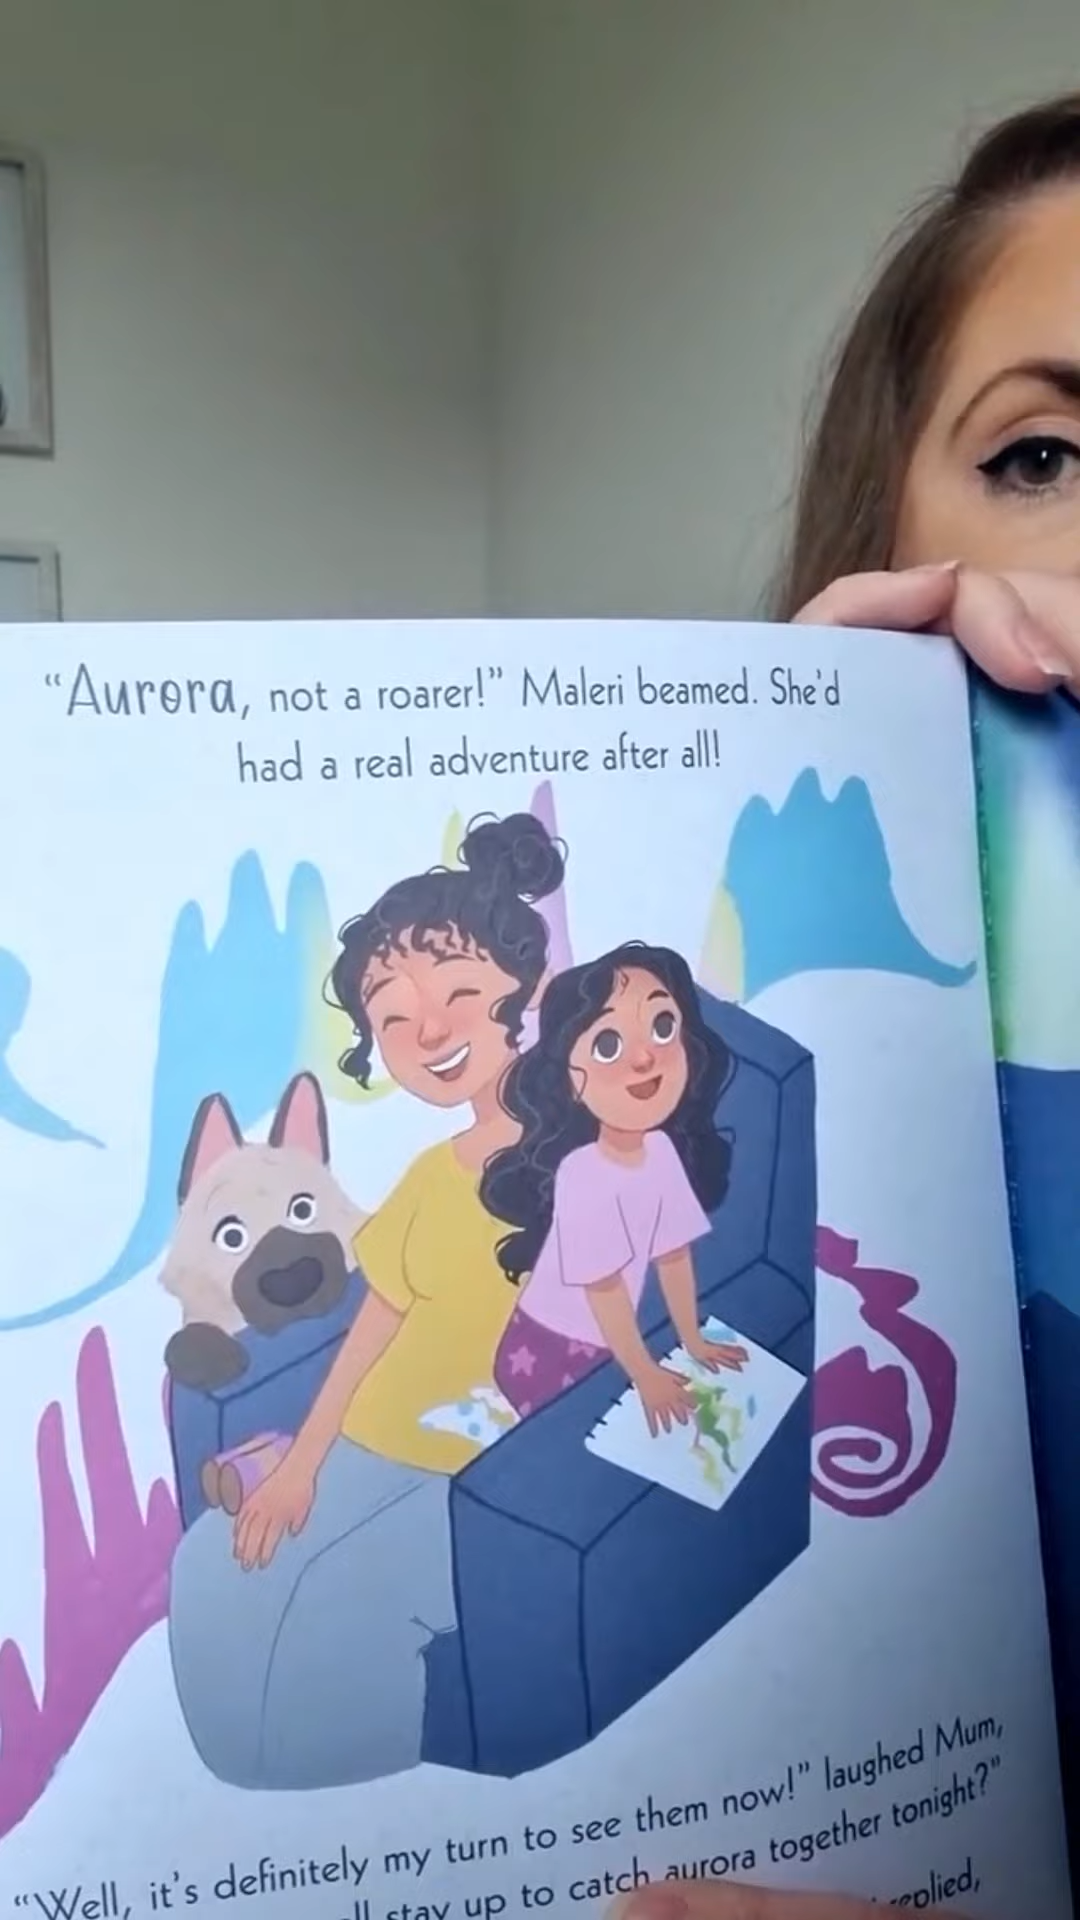 “Aurora, not a roarer!” Maleri beamed. She’d
had a real adventure after all!
“Well, it’s definitely my turn to see them now!” laughed Mum,
stay up to catch aurora together tonight?”
replied,